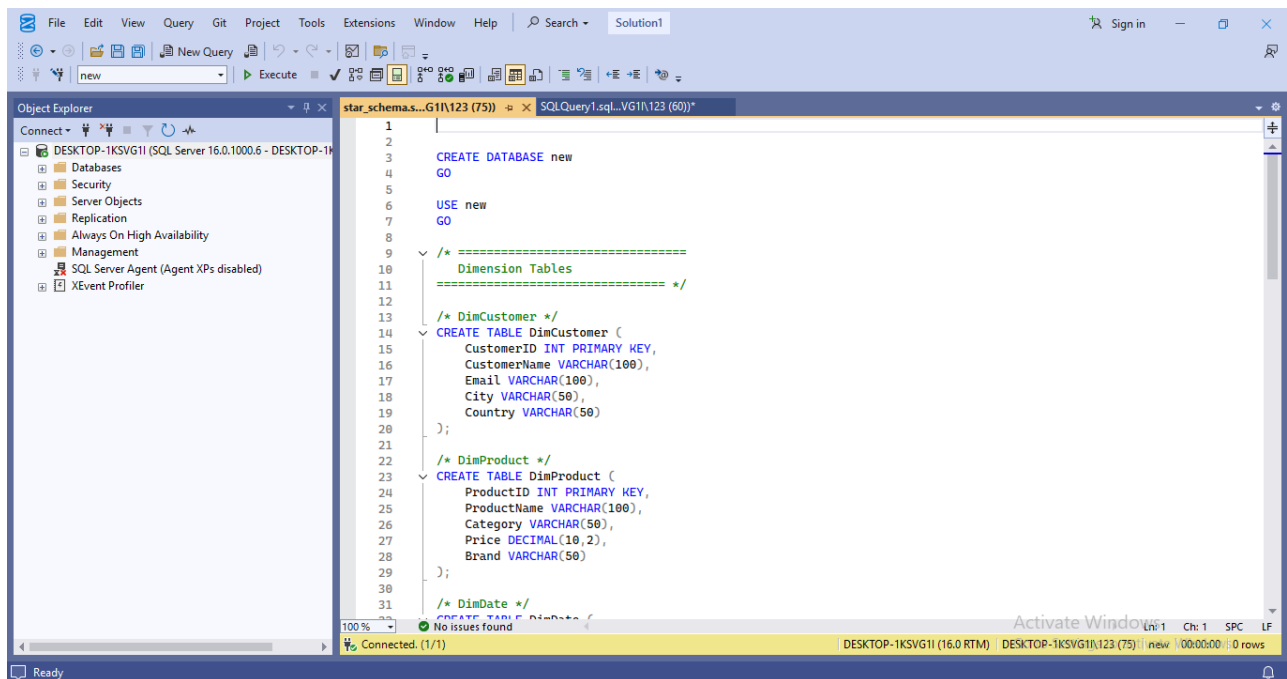 File Edit View Query Git Project Tools Extensions Window Help Search Solution1 Sign in
New Query
new Execute
Object Explorer
Connect
DESKTOP-1KSVG1I (SQL Server 16.0.1000.6 - DESKTOP-1K
Databases
Security
Server Objects
Replication
Always On High Availability
Management
SQL Server Agent (Agent XPs disabled)
XEvent Profiler
star_schema.s...G1I\123 (75)) SQLQuery1.sql...VG1I\123 (60))*
1
2
3 CREATE DATABASE new
4 GO
5
6 USE new
7 GO
8
9 /* ================================
10 Dimension Tables
11 ================================ */
12
13 /* DimCustomer */
14 CREATE TABLE DimCustomer (
15 CustomerID INT PRIMARY KEY,
16 CustomerName VARCHAR(100),
17 Email VARCHAR(100),
18 City VARCHAR(50),
19 Country VARCHAR(50)
20 );
21
22 /* DimProduct */
23 CREATE TABLE DimProduct (
24 ProductID INT PRIMARY KEY,
25 ProductName VARCHAR(100),
26 Category VARCHAR(50),
27 Price DECIMAL(10,2),
28 Brand VARCHAR(50)
29 );
30
31 /* DimDate */
CREATE TABLE DimDate (
100 % No issues found Ln: 1 Ch: 1 SPC LF
Activate Windows
Connected. (1/1) DESKTOP-1KSVG1I (16.0 RTM) DESKTOP-1KSVG1I\123 (75) new 00:00:00 0 rows
Ready